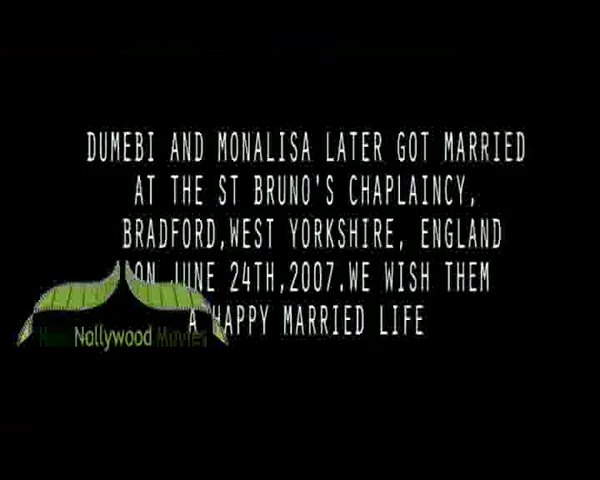 DUMEBI AND MONALISA LATER GOT MARRIED
AT THE ST BRUNO'S CHAPLAINCY,
BRADFORD,WEST YORKSHIRE, ENGLAND
ON JUNE 24TH,2007.WE WISH THEM
A HAPPY MARRIED LIFE
Nollywood Movies